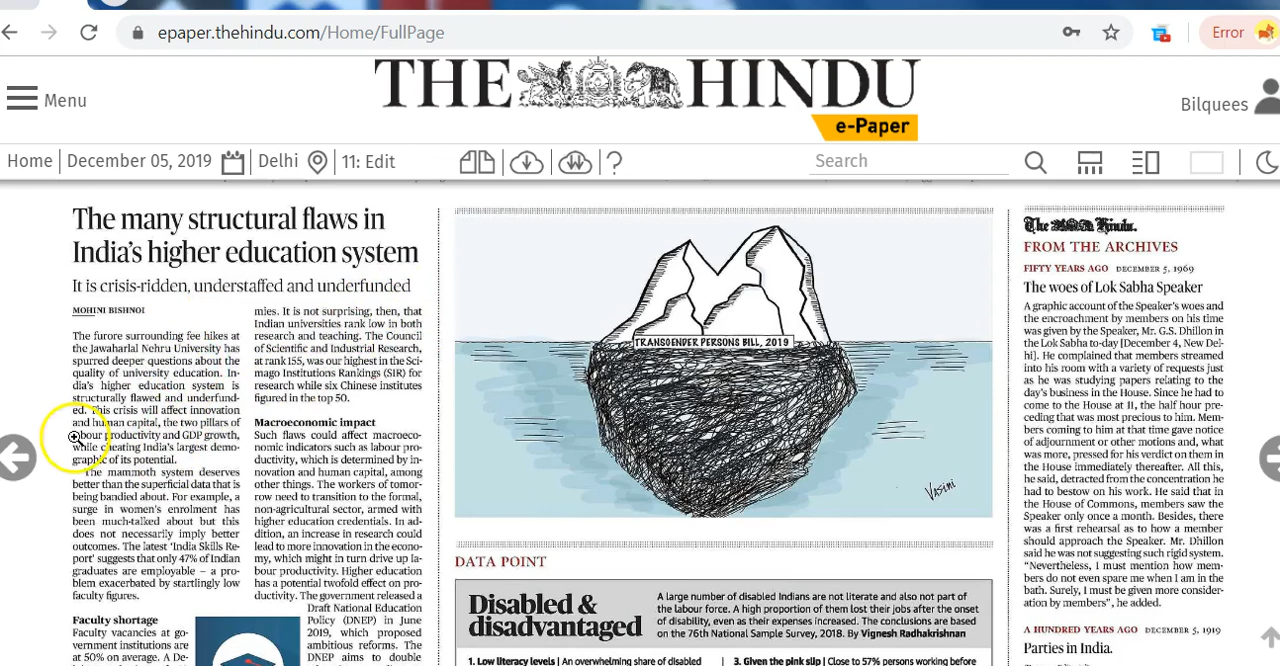 epaper.thehindu.com/Home/FullPage
Error
Menu
THE HINDU
e-Paper
Bilquees
Home
December 05, 2019
Delhi
11: Edit
Search
The many structural flaws in
India's higher education system
It is crisis-ridden, understaffed and underfunded
MOHINI BISHNOI
The furore surrounding fee hikes at
the Jawaharlal Nehru University has
spurred deeper questions about the
quality of university education. In-
dia's higher education system is
structurally flawed and underfund-
ed. This crisis will affect innovation
and human capital, the two pillars of
labour productivity and GDP growth,
while cheating India's largest demo-
graphic of its potential.
The mammoth system deserves
better than the superficial data that is
being bandied about. For example, a
surge in women's enrolment has
been much-talked about but this
does not necessarily imply better
outcomes. The latest 'India Skills Re-
port' suggests that only 47% of Indian
graduates are employable – a pro-
blem exacerbated by startlingly low
faculty figures.
Faculty shortage
Faculty vacancies at go-
vernment institutions are
at 50% on average. A De-
mies. It is not surprising, then, that
Indian universities rank low in both
research and teaching. The Council
of Scientific and Industrial Research,
at rank 155, was our highest in the Sci-
mago Institutions Rankings (SIR) for
research while six Chinese institutes
figured in the top 50.
Macroeconomic impact
Such flaws could affect macroeco-
nomic indicators such as labour pro-
ductivity, which is determined by in-
novation and human capital, among
other things. The workers of tomor-
row need to transition to the formal,
non-agricultural sector, armed with
higher education credentials. In ad-
dition, an increase in research could
lead to more innovation in the econo-
my, which might in turn drive up la-
bour productivity. Higher education
has a potential twofold effect on pro-
ductivity. The government released a
Draft National Education
Policy (DNEP) in June
2019, which proposed
ambitious reforms. The
DNEP aims to double
TRANSGENDER PERSONS BILL, 2019
Vasini
DATA POINT
Disabled &
disadvantaged
A large number of disabled Indians are not literate and also not part of
the labour force. A high proportion of them lost their jobs after the onset
of disability, even as their expenses increased. The conclusions are based
on the 76th National Sample Survey, 2018. By Vignesh Radhakrishnan
1. Low literacy levels | An overwhelming share of disabled
3. Given the pink slip | Close to 57% persons working before
The Hindu.
FROM THE ARCHIVES
FIFTY YEARS AGO DECEMBER 5, 1969
The woes of Lok Sabha Speaker
A graphic account of the Speaker's woes and
the encroachment by members on his time
was given by the Speaker, Mr. G.S. Dhillon in
the Lok Sabha to-day [December 4, New Del-
hi]. He complained that members streamed
into his room with a variety of requests just
as he was studying papers relating to the
day's business in the House. Since he had to
come to the House at 11, the half hour pre-
ceding that was most precious to him. Mem-
bers coming to him at that time gave notice
of adjournment or other motions and, what
was more, pressed for his verdict on them in
the House immediately thereafter. All this,
he said, detracted from the concentration he
had to bestow on his work. He said that in
the House of Commons, members saw the
Speaker only once a month. Besides, there
was a first rehearsal as to how a member
should approach the Speaker. Mr. Dhillon
said he was not suggesting such rigid system.
"Nevertheless, I must mention how mem-
bers do not even spare me when I am in the
bath. Surely, I must be given more consider-
ation by members", he added.
A HUNDRED YEARS AGO DECEMBER 5, 1919
Parties in India.